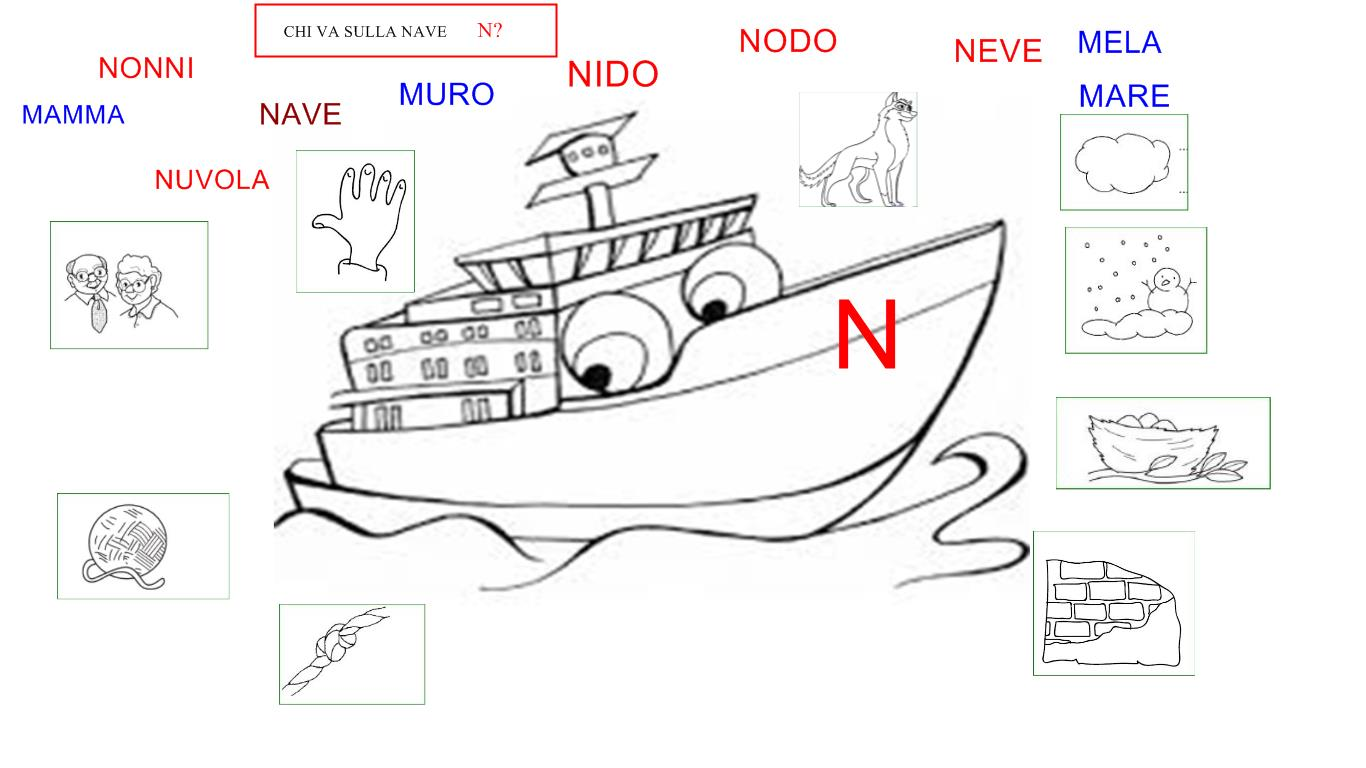 CHI VA SULLA NAVE N?
NODO
NEVE
MELA
NONNI
NIDO
MURO
MARE
MAMMA
NAVE
NUVOLA
N